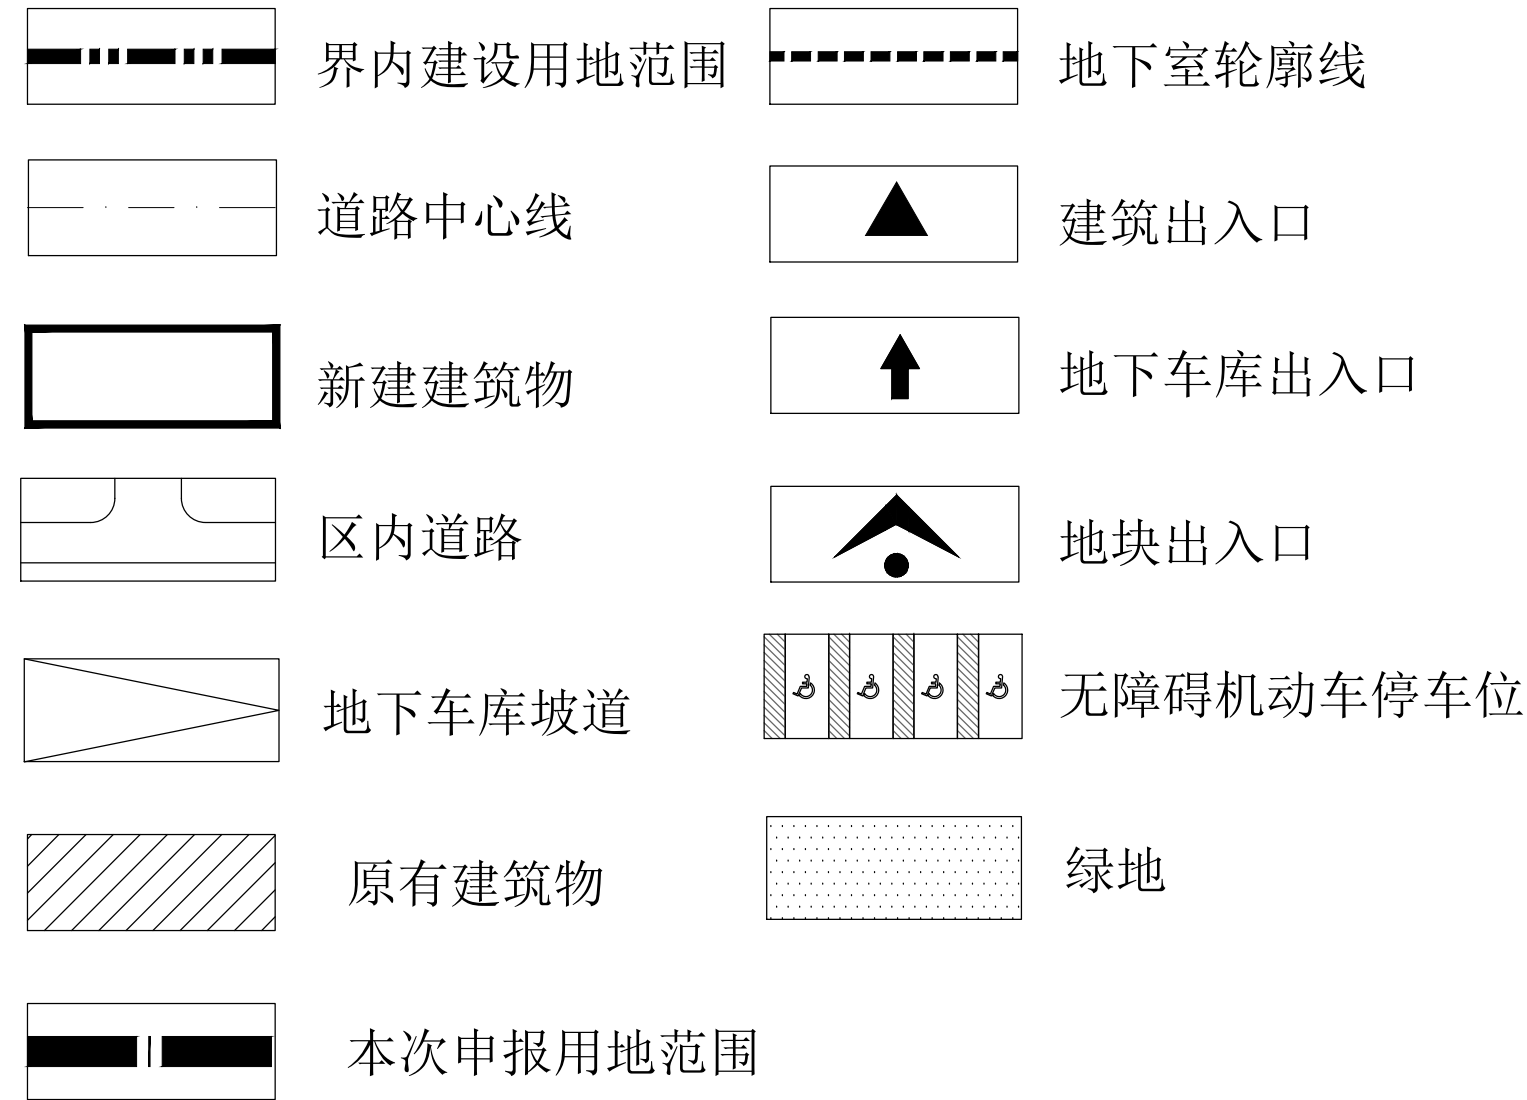 界内建设用地范围
道路中心线
新建建筑物
区内道路
地下车库坡道
原有建筑物
本次申报用地范围
地下室轮廓线
建筑出入口
地下车库出入口
地块出入口
无障碍机动车停车位
绿地